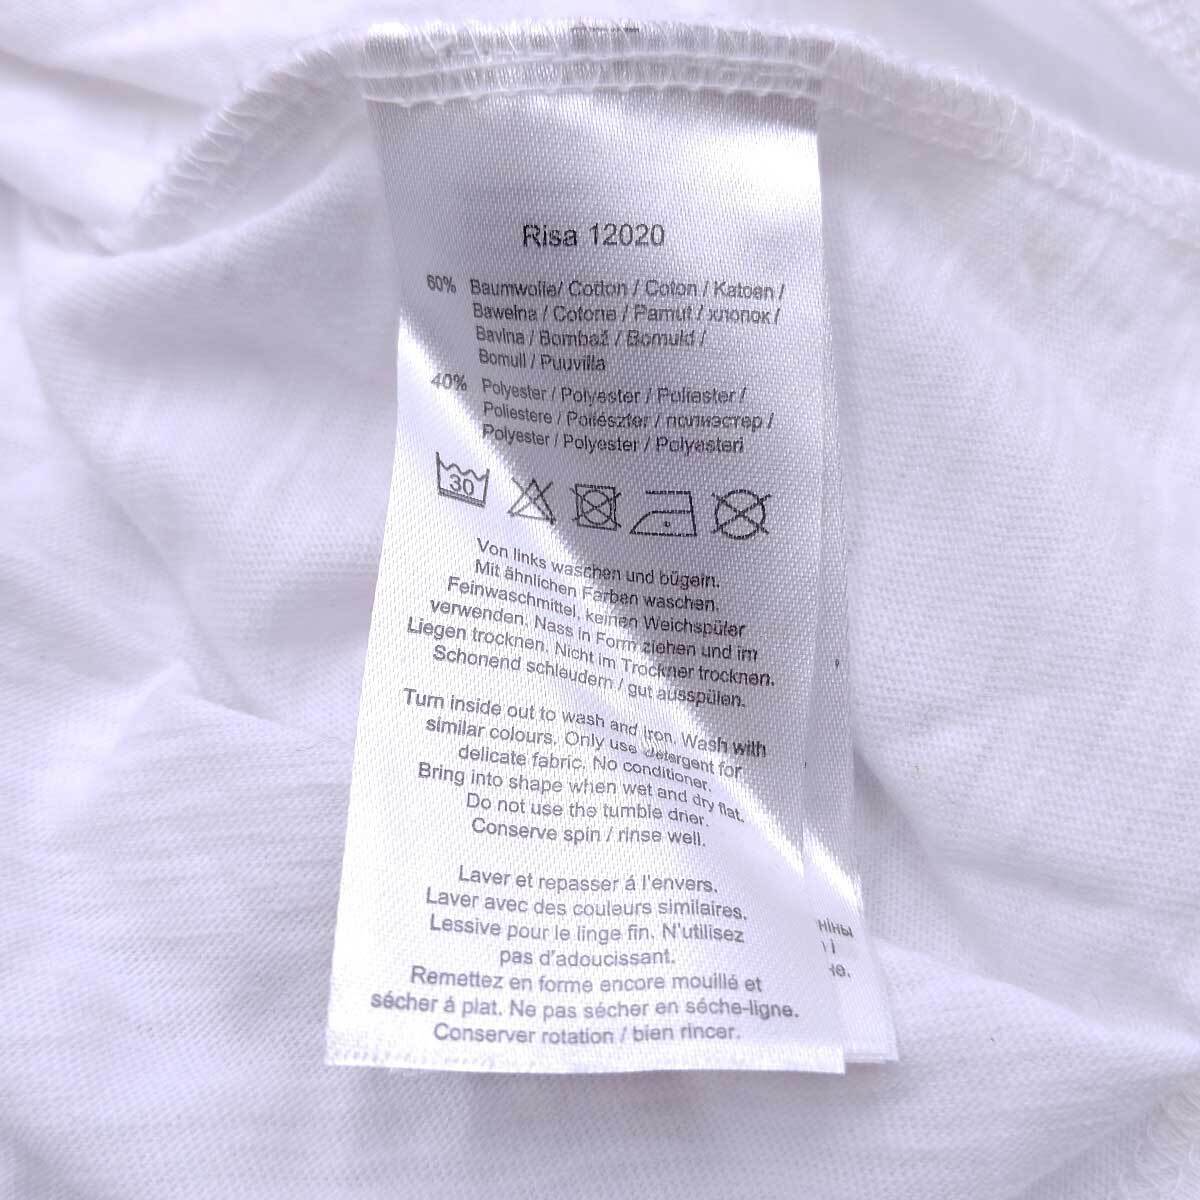 Risa 12020
60% Baumwolle/ Cotton / Coton / Katoen /
Bawełna / Cotone / Pamut / хлопок /
Bavlna / Bombaž / Bomuld /
Bomull / Puuvilla
40% Polyester / Polyester / Poliester /
Poliestere / Poliészter / полиэстер /
Polyester / Polyester / Polyesteri
30
Von links waschen und bügeln.
Mit ähnlichen Farben waschen.
Feinwaschmittel, keinen Weichspüler
verwenden. Nass in Form ziehen und im
Liegen trocknen. Nicht im Trockner trocknen.
Schonend schleudern / gut ausspülen.
Turn inside out to wash and iron. Wash with
similar colours. Only use detergent for
delicate fabric. No conditioner.
Bring into shape when wet and dry flat.
Do not use the tumble drier.
Conserve spin / rinse well.
Laver et repasser á l'envers.
Laver avec des couleurs similaires.
Lessive pour le linge fin. N'utilisez
pas d'adoucissant.
Remettez en forme encore mouillé et
sécher á plat. Ne pas sécher en séche-ligne.
Conserver rotation / bien rincer.